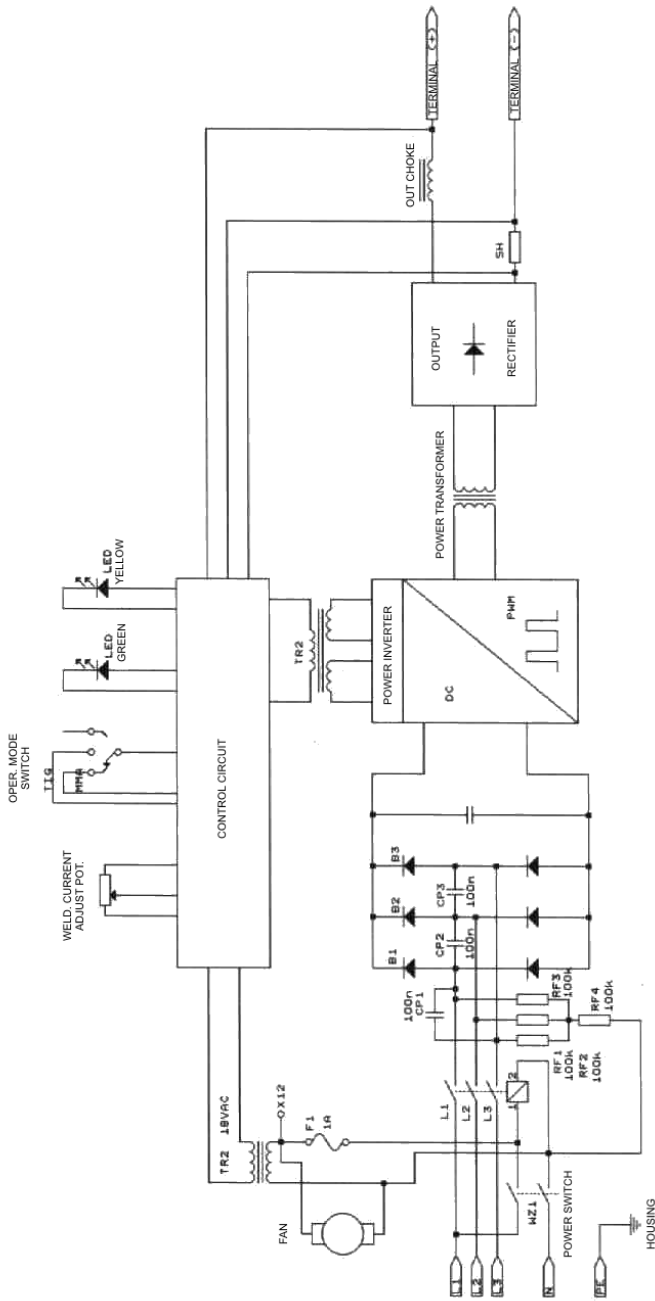 OPER. MODE
SWITCH
TIG
MMA
LED
GREEN
LED
YELLOW
WELD. CURRENT
ADJUST POT.
CONTROL CIRCUIT
TR2
18VAC
X12
F1
1A
FAN
TR2
POWER INVERTER
DC
PWM
POWER TRANSFORMER
OUTPUT
RECTIFIER
OUT CHOKE
SH
TERMINAL (+)
TERMINAL (-)
B1
B2
B3
CP2
100n
CP3
100n
100n
CP1
RF1
100k
RF2
100k
RF3
100k
RF4
100k
L1
L2
L3
1
2
WZ1
POWER SWITCH
L1
L2
L3
N
PE
HOUSING